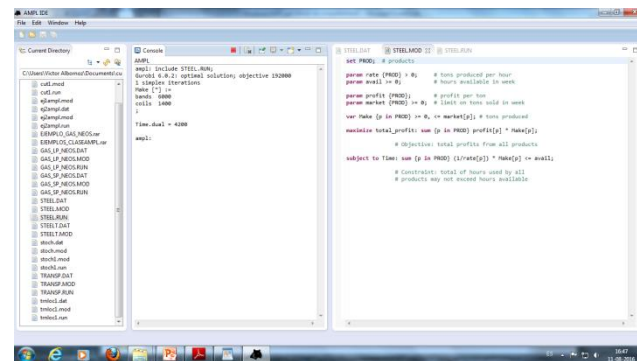 AMPL IDE
File Edit Window Help
Current Directory
C:\Users\Victor Albornoz\Documents\cu
cut1.mod
cut1.run
ej2ampl.mod
ej2ampl.dat
ej2ampl.mod
ej2ampl.run
EJEMPLO_GAS_NEOS.rar
EJEMPLOS_CLASEAMPL.rar
GAS_LP_NEOS.DAT
GAS_LP_NEOS.MOD
GAS_LP_NEOS.RUN
GAS_SP_NEOS.DAT
GAS_SP_NEOS.MOD
GAS_SP_NEOS.RUN
STEEL.DAT
STEEL.MOD
STEEL.RUN
STEELT.DAT
STEELT.MOD
stoch.dat
stoch.mod
stoch1.mod
stoch1.run
TRANSP.DAT
TRANSP.MOD
TRANSP.RUN
trnloc1.dat
trnloc1.mod
trnloc1.run
Console
AMPL
ampl: include STEEL.RUN;
Gurobi 6.0.2: optimal solution; objective 192000
1 simplex iterations
Make [*] :=
bands 6000
coils 1400
;
Time.dual = 4200
ampl:
STEEL.DAT STEEL.MOD STEEL.RUN
set PROD; # products
param rate {PROD} > 0; # tons produced per hour
param avail >= 0; # hours available in week
param profit {PROD}; # profit per ton
param market {PROD} >= 0; # limit on tons sold in week
var Make {p in PROD} >= 0, <= market[p]; # tons produced
maximize total_profit: sum {p in PROD} profit[p] * Make[p];
# Objective: total profits from all products
subject to Time: sum {p in PROD} (1/rate[p]) * Make[p] <= avail;
# Constraint: total of hours used by all
# products may not exceed hours available
ES
16:47